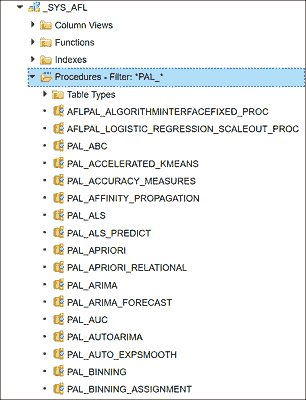 _SYS_AFL
Column Views
Functions
Indexes
Procedures - Filter: *PAL_*
Table Types
AFLPAL_ALGORITHMINTERFACEFIXED_PROC
AFLPAL_LOGISTIC_REGRESSION_SCALEOUT_PROC
PAL_ABC
PAL_ACCELERATED_KMEANS
PAL_ACCURACY_MEASURES
PAL_AFFINITY_PROPAGATION
PAL_ALS
PAL_ALS_PREDICT
PAL_APRIORI
PAL_APRIORI_RELATIONAL
PAL_ARIMA
PAL_ARIMA_FORECAST
PAL_AUC
PAL_AUTOARIMA
PAL_AUTO_EXPSMOOTH
PAL_BINNING
PAL_BINNING_ASSIGNMENT